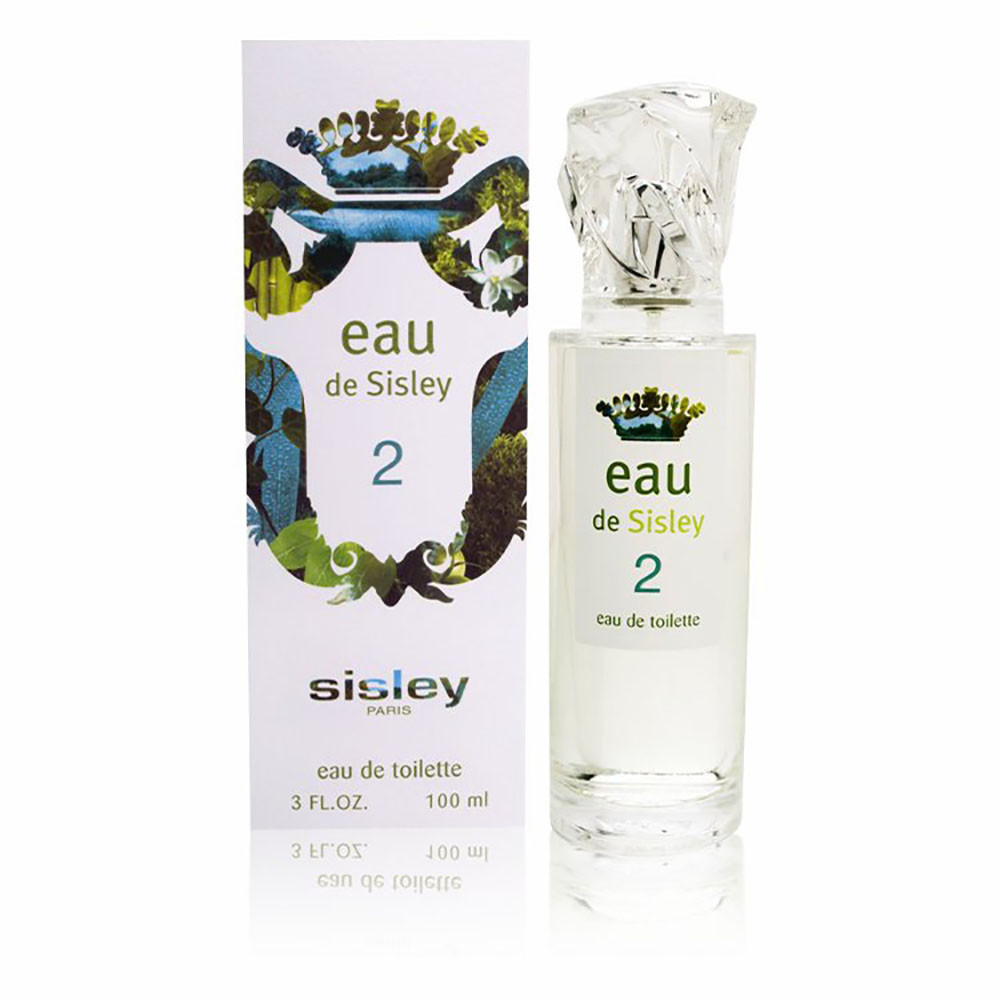 eau
de Sisley
2
sisley
PARIS
eau de toilette
3 FL.OZ. 100 ml
eau
de Sisley
2
eau de toilette